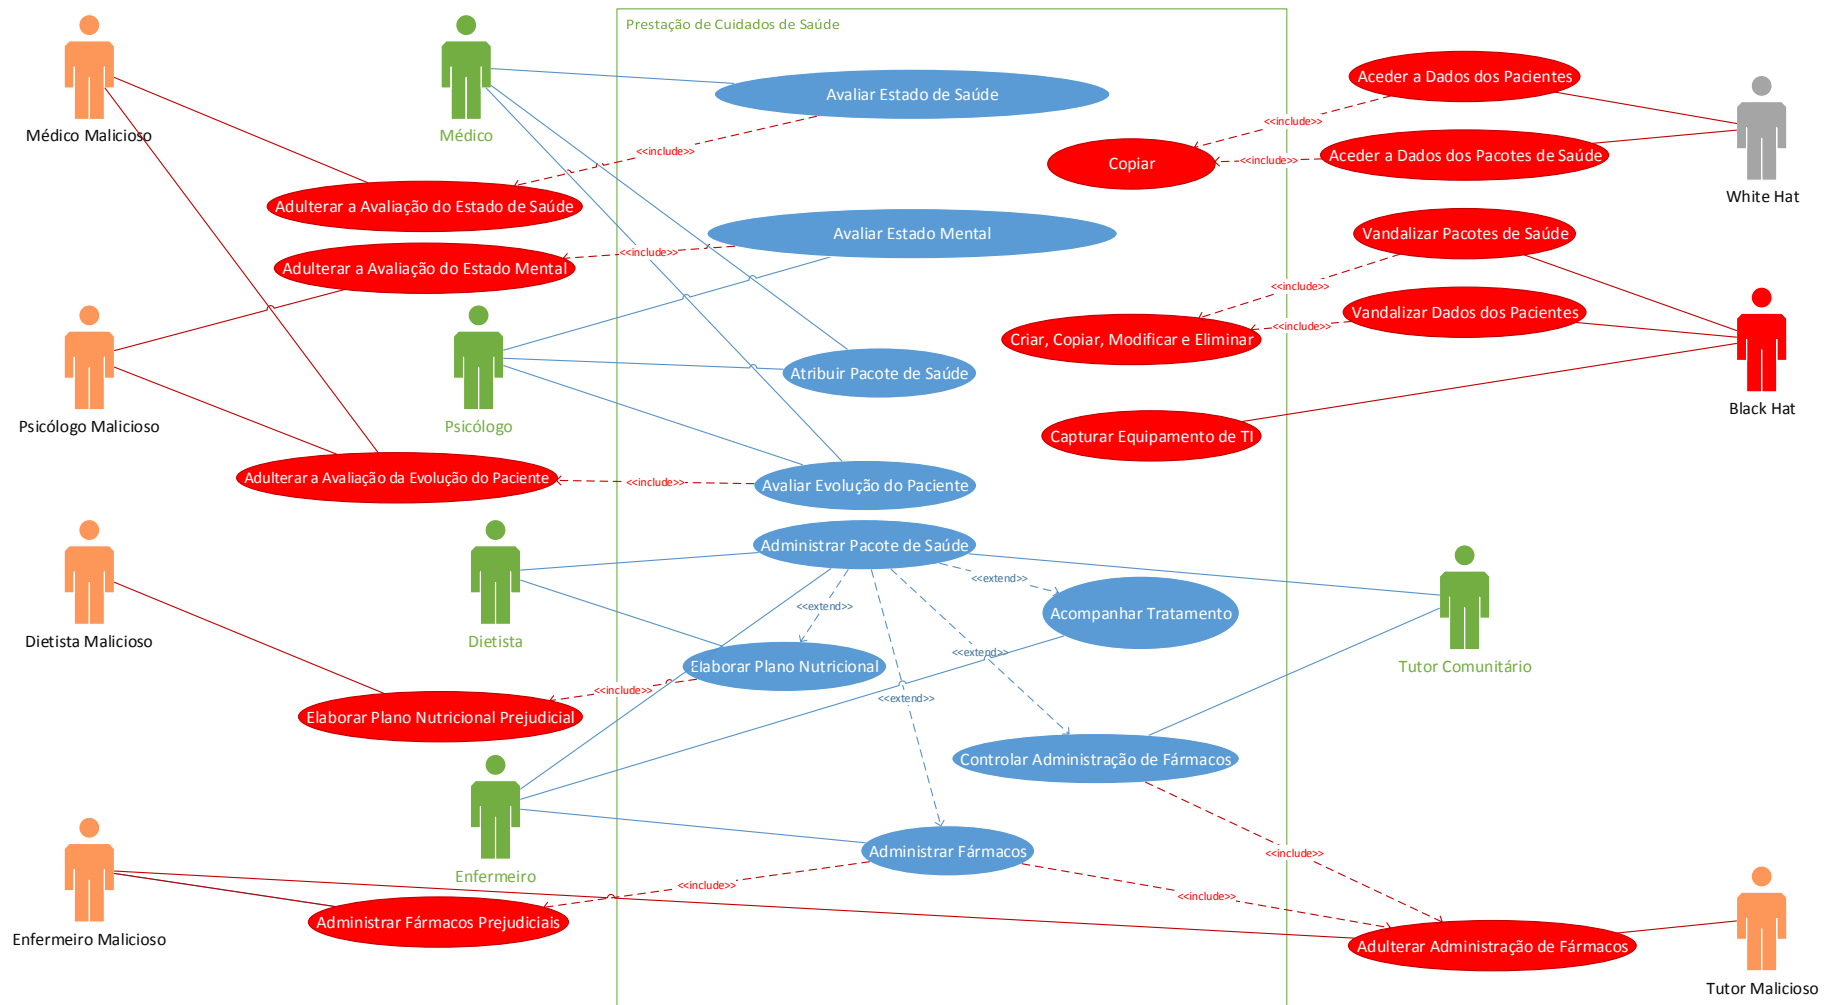 Prestação de Cuidados de Saúde
Médico Malicioso
Médico
Avaliar Estado de Saúde
Aceder a Dados dos Pacientes
<<include>>
<<include>>
Copiar
<<include>>
Aceder a Dados dos Pacotes de Saúde
White Hat
Adulterar a Avaliação do Estado de Saúde
Avaliar Estado Mental
Vandalizar Pacotes de Saúde
<<include>>
Adulterar a Avaliação do Estado Mental
<<include>>
Vandalizar Dados dos Pacientes
<<include>>
Criar, Copiar, Modificar e Eliminar
Atribuir Pacote de Saúde
Black Hat
Psicólogo Malicioso
Psicólogo
Capturar Equipamento de TI
Adulterar a Avaliação da Evolução do Paciente
<<include>>
Avaliar Evolução do Paciente
Administrar Pacote de Saúde
<<extend>>
<<extend>>
Acompanhar Tratamento
Dietista Malicioso
Dietista
<<extend>>
Elaborar Plano Nutricional
Tutor Comunitário
<<include>>
<<extend>>
Elaborar Plano Nutricional Prejudicial
Controlar Administração de Fármacos
Administrar Fármacos
<<include>>
Enfermeiro
<<include>>
<<include>>
Administrar Fármacos Prejudiciais
Enfermeiro Malicioso
Adulterar Administração de Fármacos
Tutor Malicioso